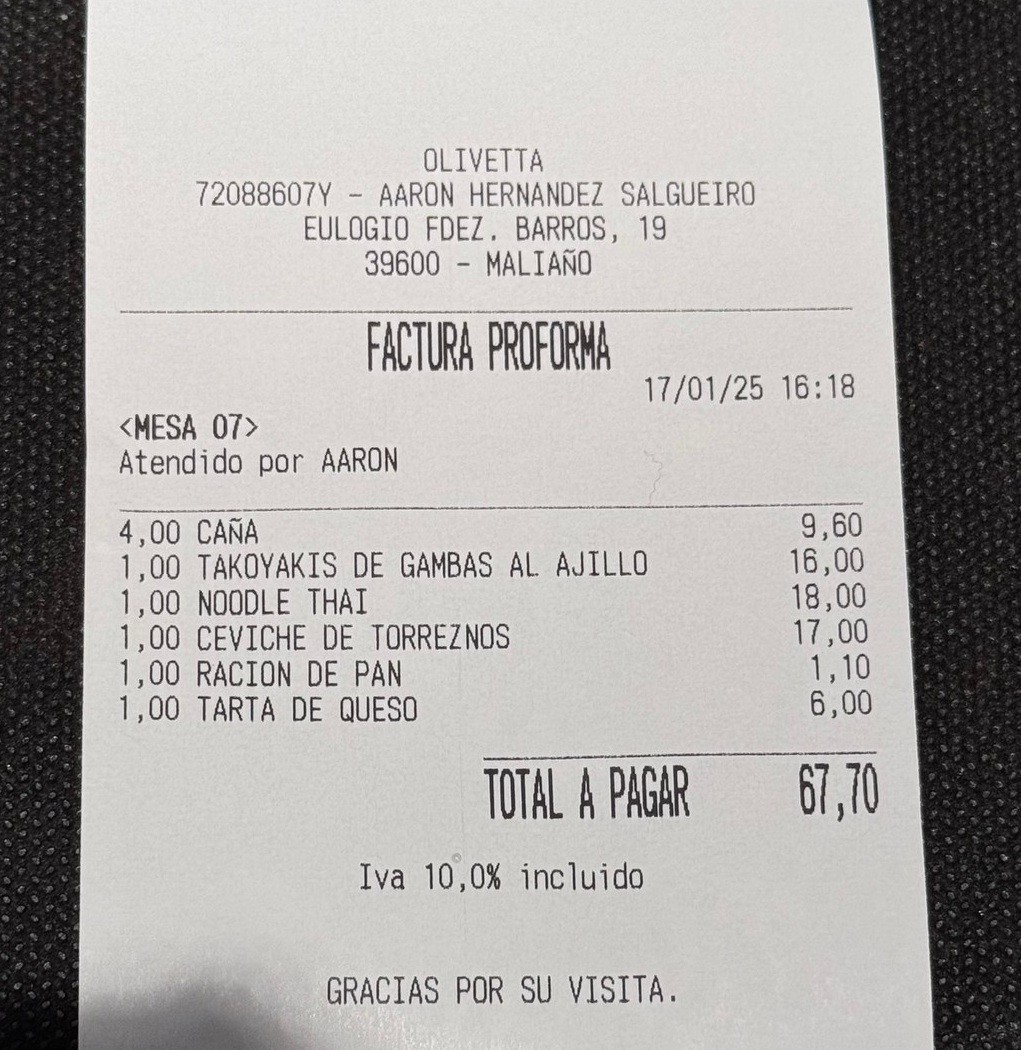 OLIVETTA
72088607Y - AARON HERNANDEZ SALGUEIRO
EULOGIO FDEZ. BARROS, 19
39600 - MALIAÑO
FACTURA PROFORMA
17/01/25 16:18
<MESA 07>
Atendido por AARON
4,00 CAÑA 9,60
1,00 TAKOYAKIS DE GAMBAS AL AJILLO 16,00
1,00 NOODLE THAI 18,00
1,00 CEVICHE DE TORREZNOS 17,00
1,00 RACION DE PAN 1,10
1,00 TARTA DE QUESO 6,00
TOTAL A PAGAR 67,70
Iva 10,0% incluido
GRACIAS POR SU VISITA.